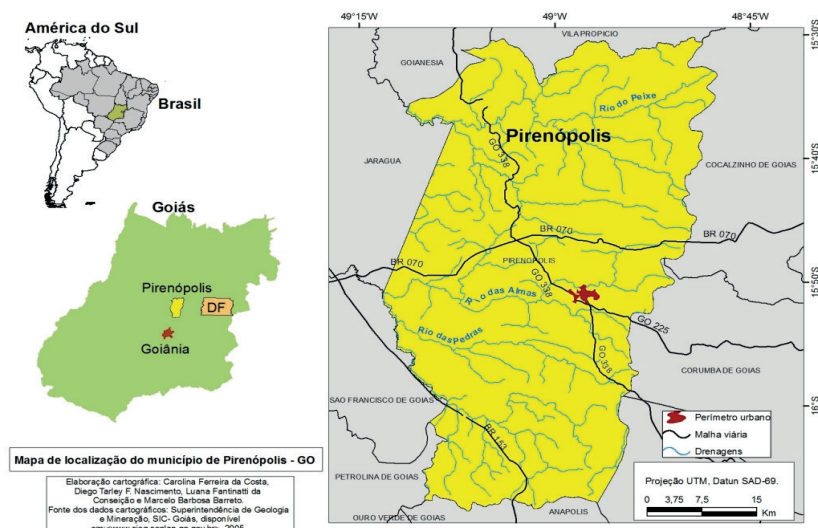 América do Sul
Brasil
Goiás
Pirenópolis
DF
Goiânia
Mapa de localização do município de Pirenópolis - GO
Elaboração cartográfica: Carolina Ferreira da Costa,
Diego Tarley F. Nascimento, Luana Fantinatti da
Conseição e Marcelo Barbosa Barreto.
Fonte dos dados cartográficos: Superintendência de Geologia
e Mineração, SIC- Goiás, disponível
49°15'W
49°W
48°45'W
15°30'S
15°40'S
15°50'S
16°S
VILA PROPICIO
GOIANESIA
Rio do Peixe
Pirenópolis
JARAGUA
GO 338
COCALZINHO DE GOIAS
BR 070
BR 070
BR 070
PIRENOPOLIS
GO 338
Rio das Almas
GO 225
Rio das Pedras
GO 338
CORUMBA DE GOIAS
SAO FRANCISCO DE GOIAS
BR 153
PETROLINA DE GOIAS
OURO VERDE DE GOIAS
ANAPOLIS
Perímetro urbano
Malha viária
Drenagens
Projeção UTM, Datun SAD-69.
0 3,75 7,5 15
Km